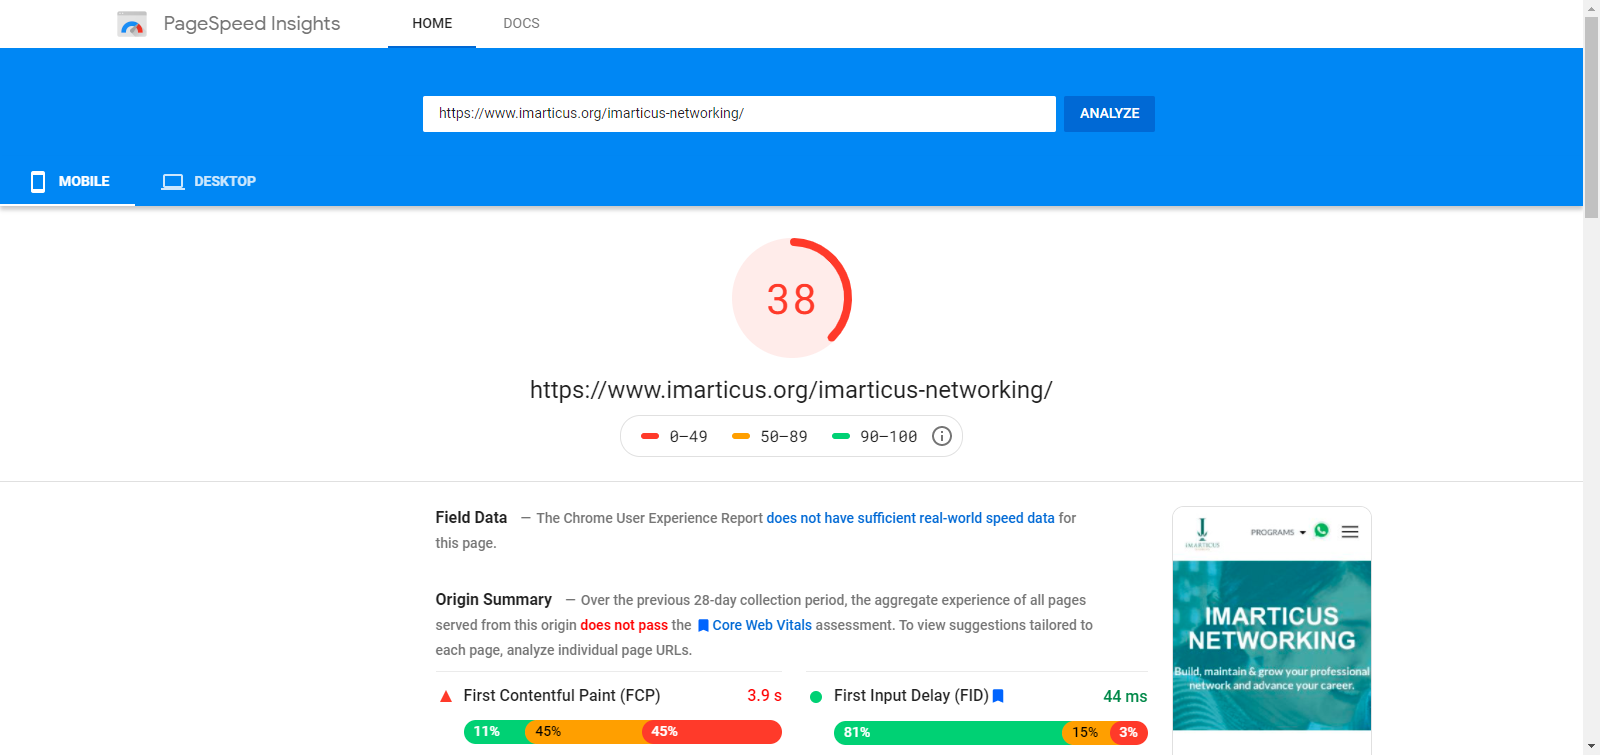 PageSpeed Insights
HOME
DOCS
https://www.imarticus.org/imarticus-networking/
ANALYZE
MOBILE
DESKTOP
38
https://www.imarticus.org/imarticus-networking/
0–49
50–89
90–100
Field Data — The Chrome User Experience Report does not have sufficient real-world speed data for
this page.
Origin Summary — Over the previous 28-day collection period, the aggregate experience of all pages
served from this origin does not pass the Core Web Vitals assessment. To view suggestions tailored to
each page, analyze individual page URLs.
First Contentful Paint (FCP) 3.9 s
11% 45% 45%
First Input Delay (FID) 44 ms
81% 15% 3%
IMARTICUS
PROGRAMS
IMARTICUS
NETWORKING
Build, maintain & grow your professional
network and advance your career.